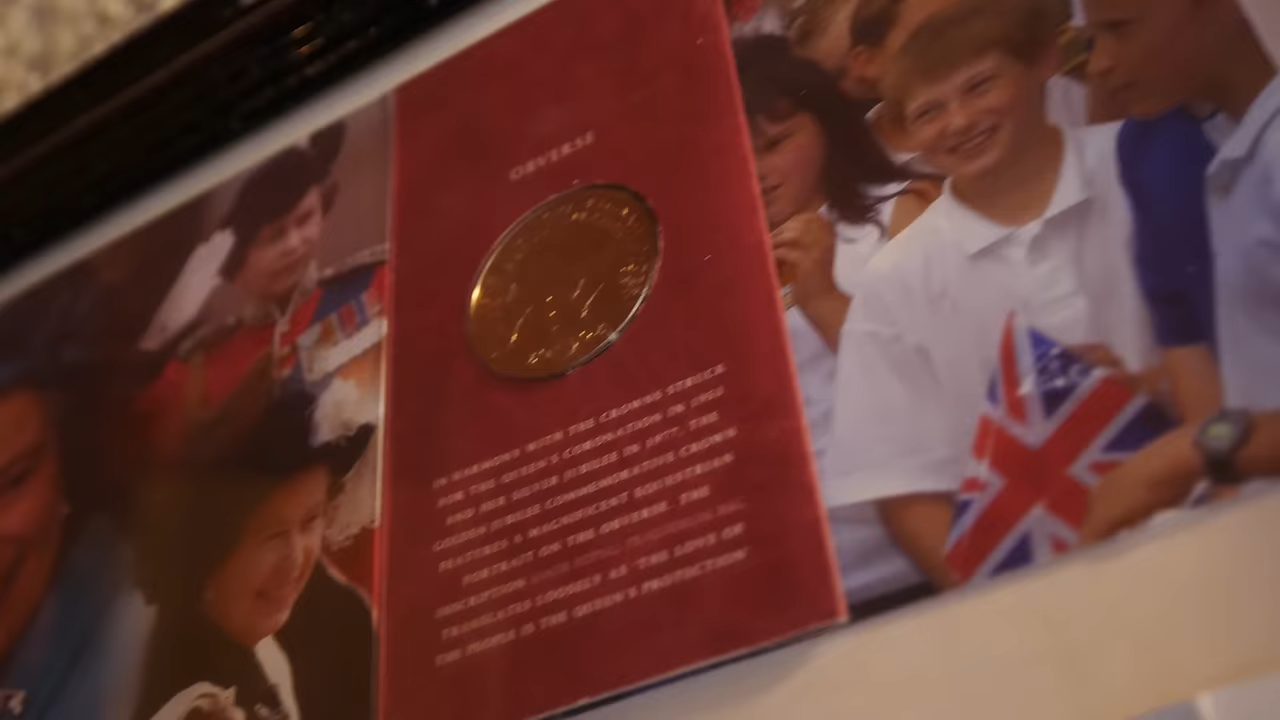 OBVERSE
IN HARMONY WITH THE CROWNS STRUCK
FOR THE QUEEN'S CORONATION IN 1953
AND HER SILVER JUBILEE IN 1977, THE
GOLDEN JUBILEE COMMEMORATIVE CROWN
FEATURES A MAGNIFICENT EQUESTRIAN
PORTRAIT ON THE OBVERSE. THE
INSCRIPTION
TRANSLATES LOOSELY AS 'THE LOVE OF
THE PEOPLE IS THE QUEEN'S PROTECTION'